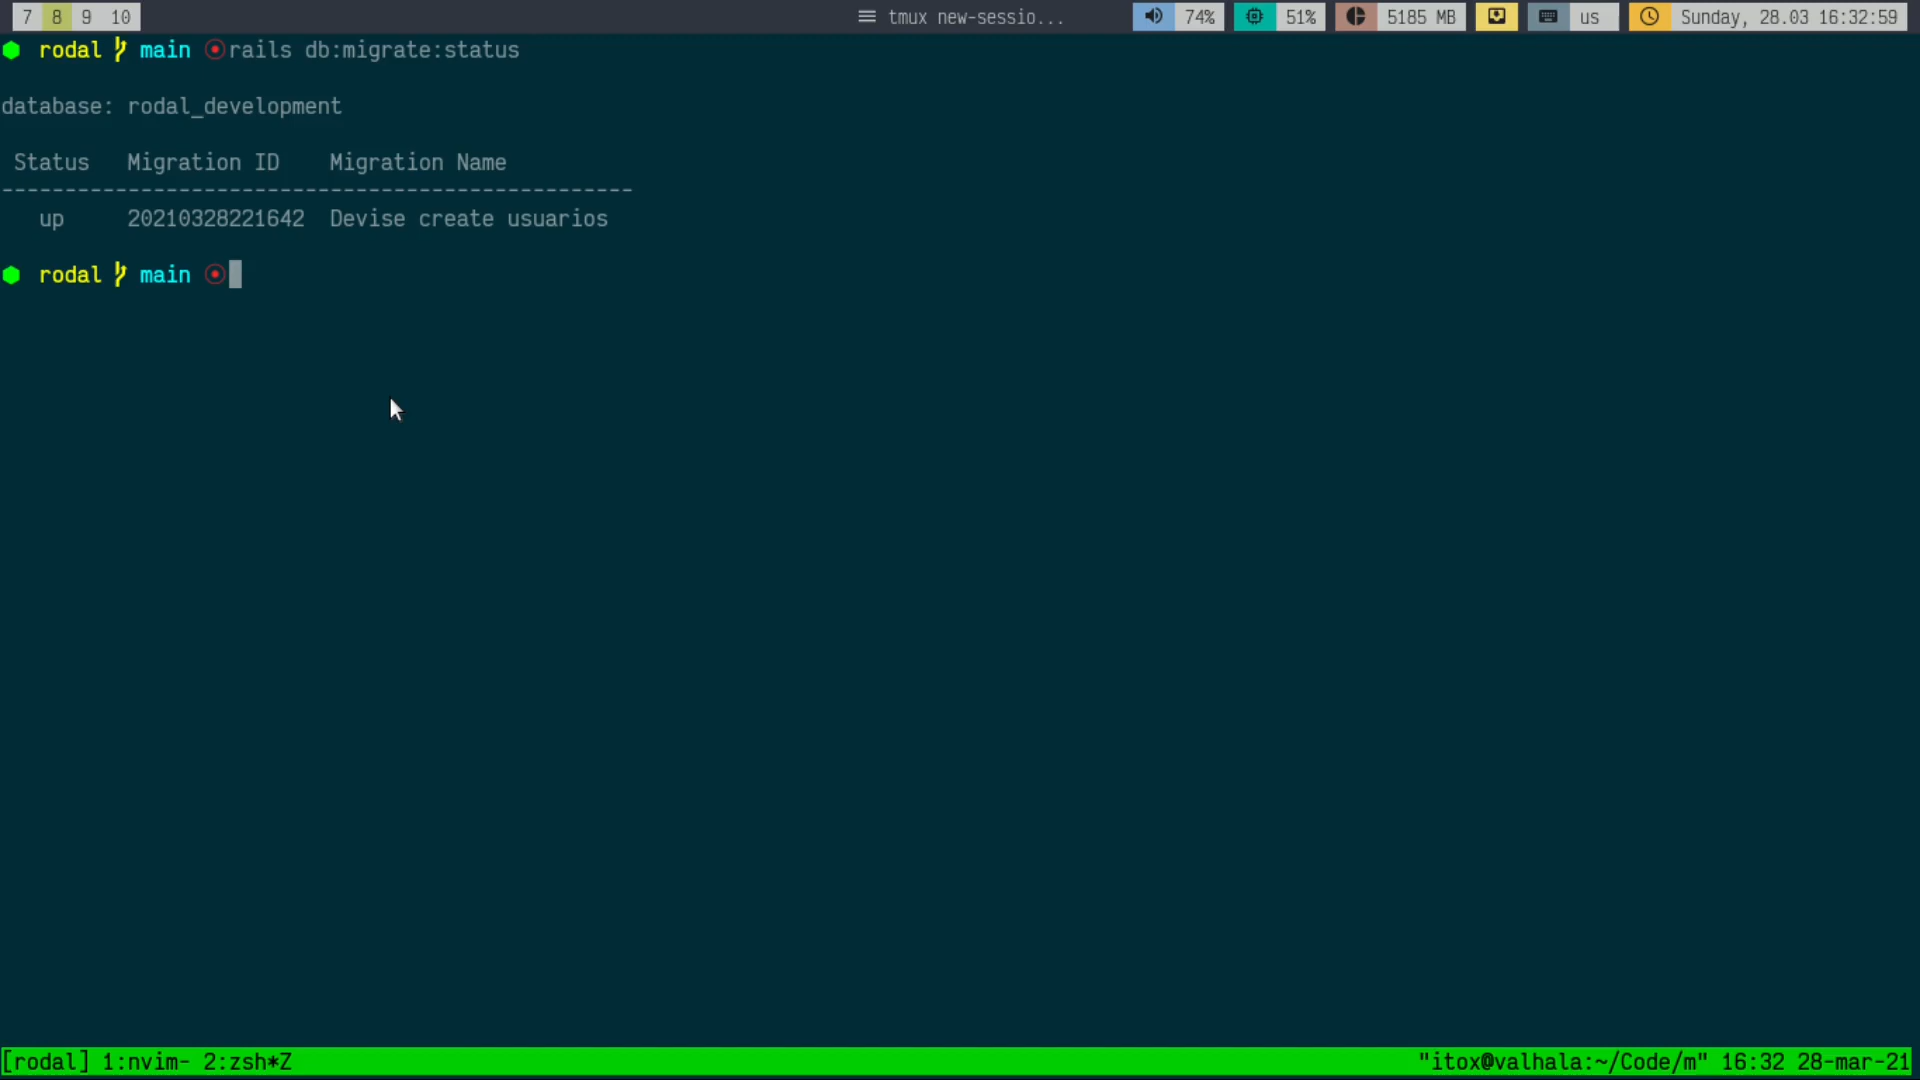 7 8 9 10 tmux new-sessio... 74% 51% 5185 MB us Sunday, 28.03 16:32:59
rodal main rails db:migrate:status
database: rodal_development
Status Migration ID Migration Name
--------------------------------------------------
up 20210328221642 Devise create usuarios
rodal main
[rodal] 1:nvim- 2:zsh*Z "itox@valhala:~/Code/m" 16:32 28-mar-21